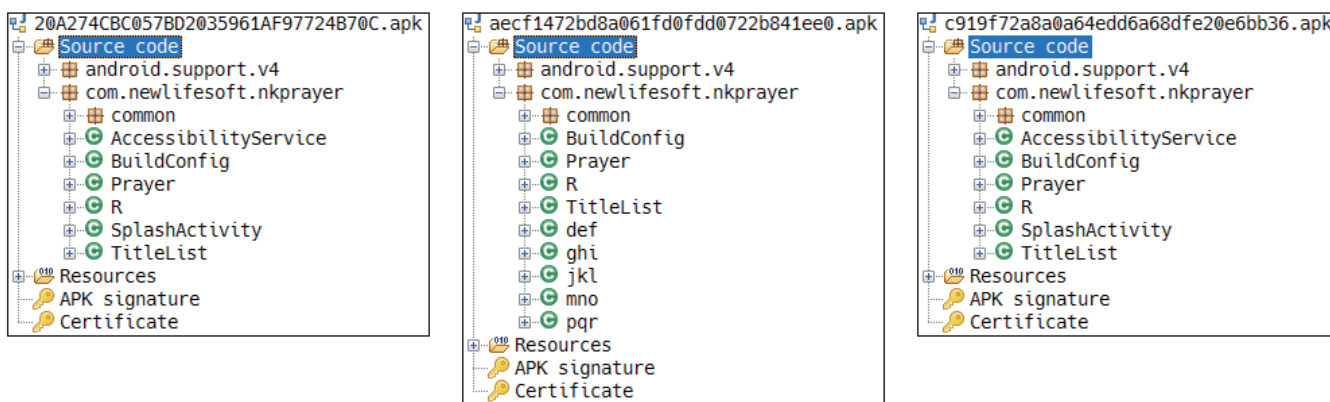 20A274CBC057BD2035961AF97724B70C.apk
Source code
android.support.v4
com.newlifesoft.nkprayer
common
AccessibilityService
BuildConfig
Prayer
R
SplashActivity
TitleList
Resources
APK signature
Certificate
aecf1472bd8a061fd0fdd0722b841ee0.apk
Source code
android.support.v4
com.newlifesoft.nkprayer
common
BuildConfig
Prayer
R
TitleList
def
ghi
jkl
mno
pqr
Resources
APK signature
Certificate
c919f72a8a0a64edd6a68dfe20e6bb36.apk
Source code
android.support.v4
com.newlifesoft.nkprayer
common
AccessibilityService
BuildConfig
Prayer
R
SplashActivity
TitleList
Resources
APK signature
Certificate